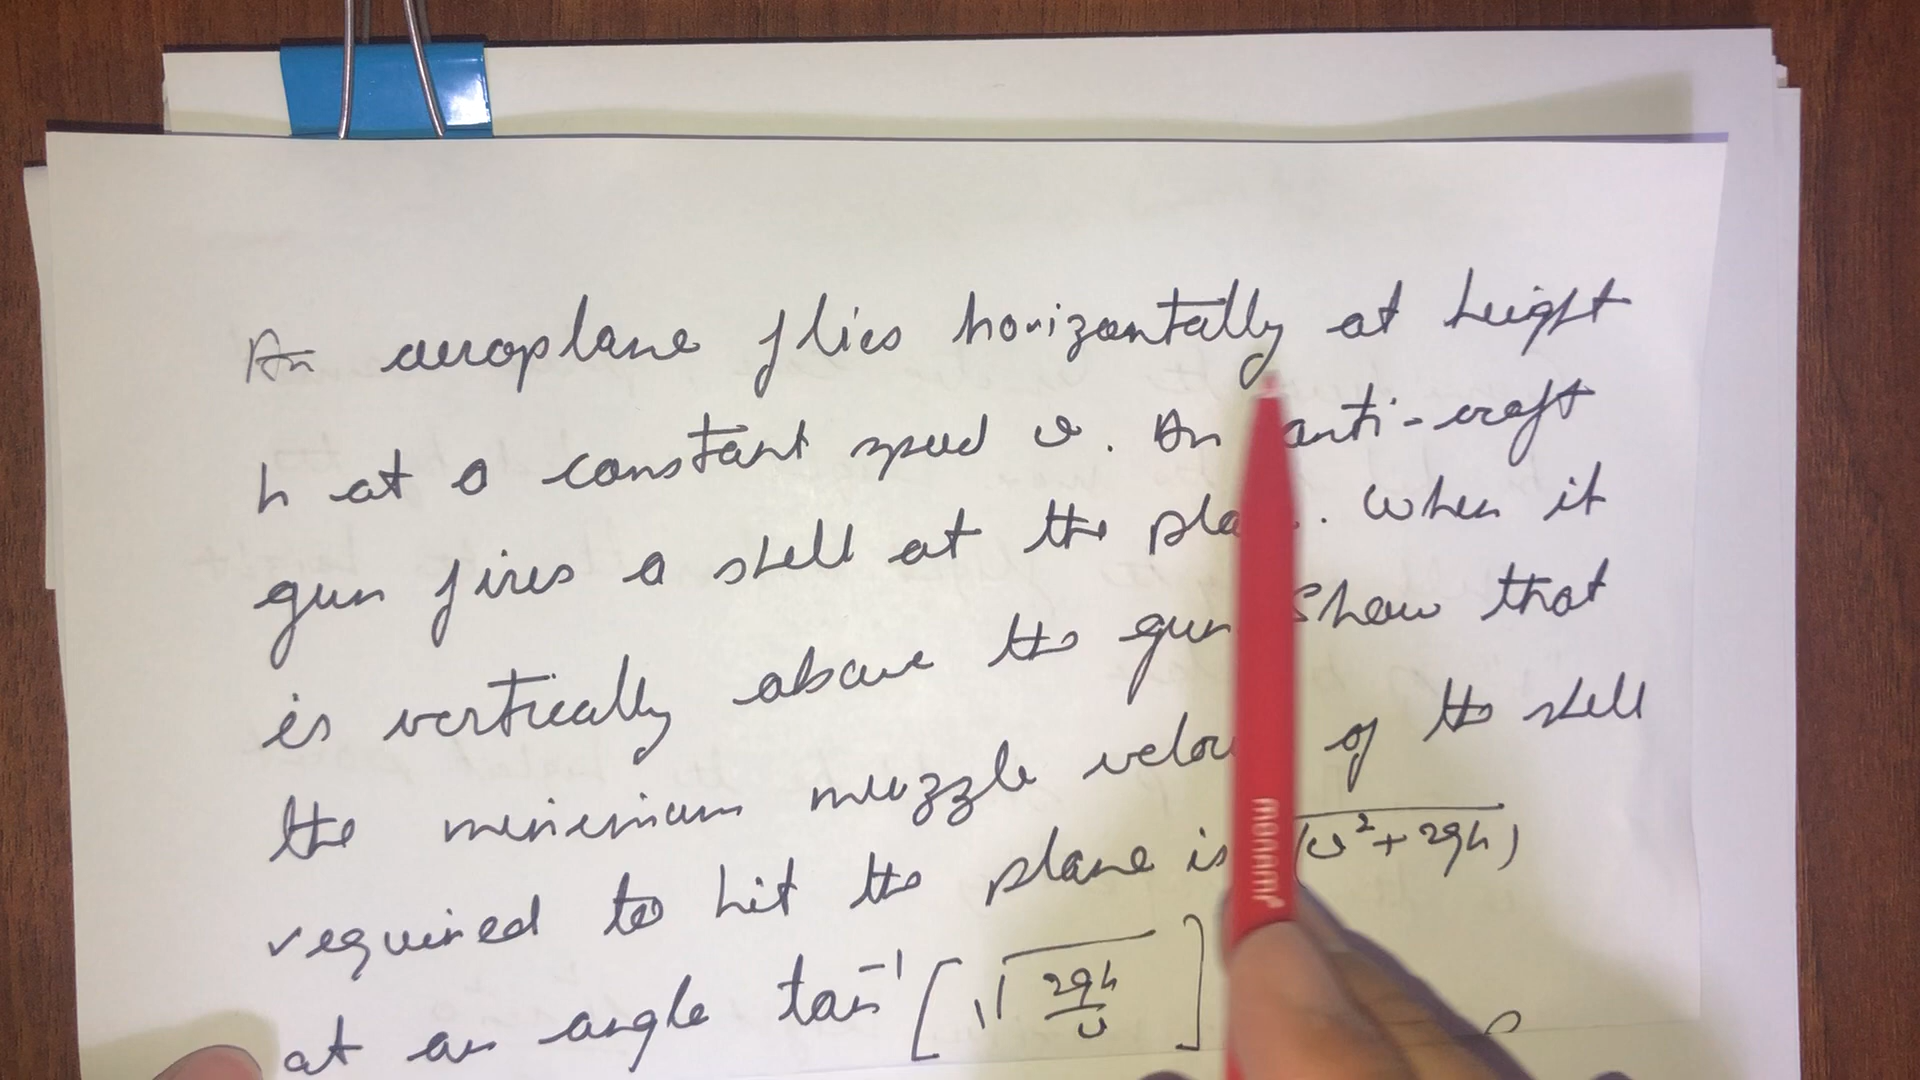 An aeroplane flies horizontally at height
h at a constant speed v. An anti-craft
gun fires a shell at the pla . When it
is vertically above the gun Show that
the minimum muzzle veloc of the shell
required to hit the plane is (v²+2gh)
at an angle tan⁻¹ [√2gh/v]
monami